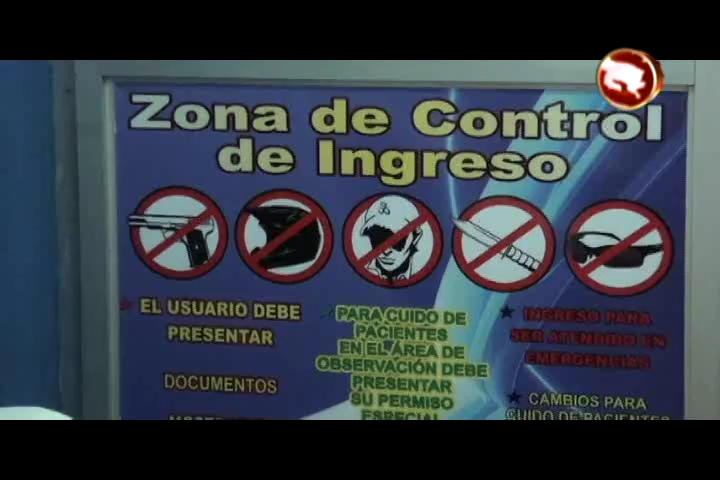 Zona de Control
de Ingreso
★ EL USUARIO DEBE
PRESENTAR
DOCUMENTOS
PARA CUIDO DE
PACIENTES
EN EL ÁREA DE
OBSERVACIÓN DEBE
PRESENTAR
SU PERMISO
ESPECIAL
★ INGRESO PARA
SER ATENDIDO EN
EMERGENCIAS
★ CAMBIOS PARA
CUIDO DE PACIENTES